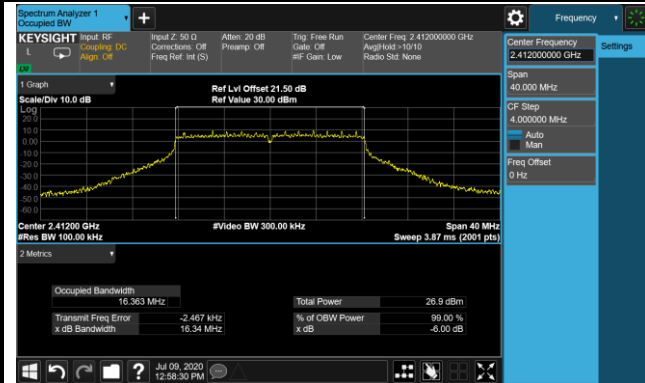 Spectrum Analyzer 1
Occupied BW
+
Frequency
KEYSIGHT
L
Input: RF
Coupling: DC
Align: Off
Input Z: 50 Ω
Corrections: Off
Freq Ref: Int (S)
Atten: 20 dB
Preamp: Off
Trig: Free Run
Gate: Off
#IF Gain: Low
Center Freq: 2.412000000 GHz
Avg|Hold:>10/10
Radio Std: None
Center Frequency
2.412000000 GHz
Settings
Span
40.000 MHz
CF Step
4.000000 MHz
Auto
Man
Freq Offset
0 Hz
1 Graph
Scale/Div 10.0 dB
Ref Lvl Offset 21.50 dB
Ref Value 30.00 dBm
Log
20.0
10.0
0.00
-10.0
-20.0
-30.0
-40.0
-50.0
-60.0
Center 2.41200 GHz
#Res BW 100.00 kHz
#Video BW 300.00 kHz
Span 40 MHz
Sweep 3.87 ms (2001 pts)
2 Metrics
Occupied Bandwidth
16.363 MHz
Total Power 26.9 dBm
Transmit Freq Error -2.467 kHz
% of OBW Power 99.00 %
x dB Bandwidth 16.34 MHz
x dB -6.00 dB
?
Jul 09, 2020
12:58:30 PM